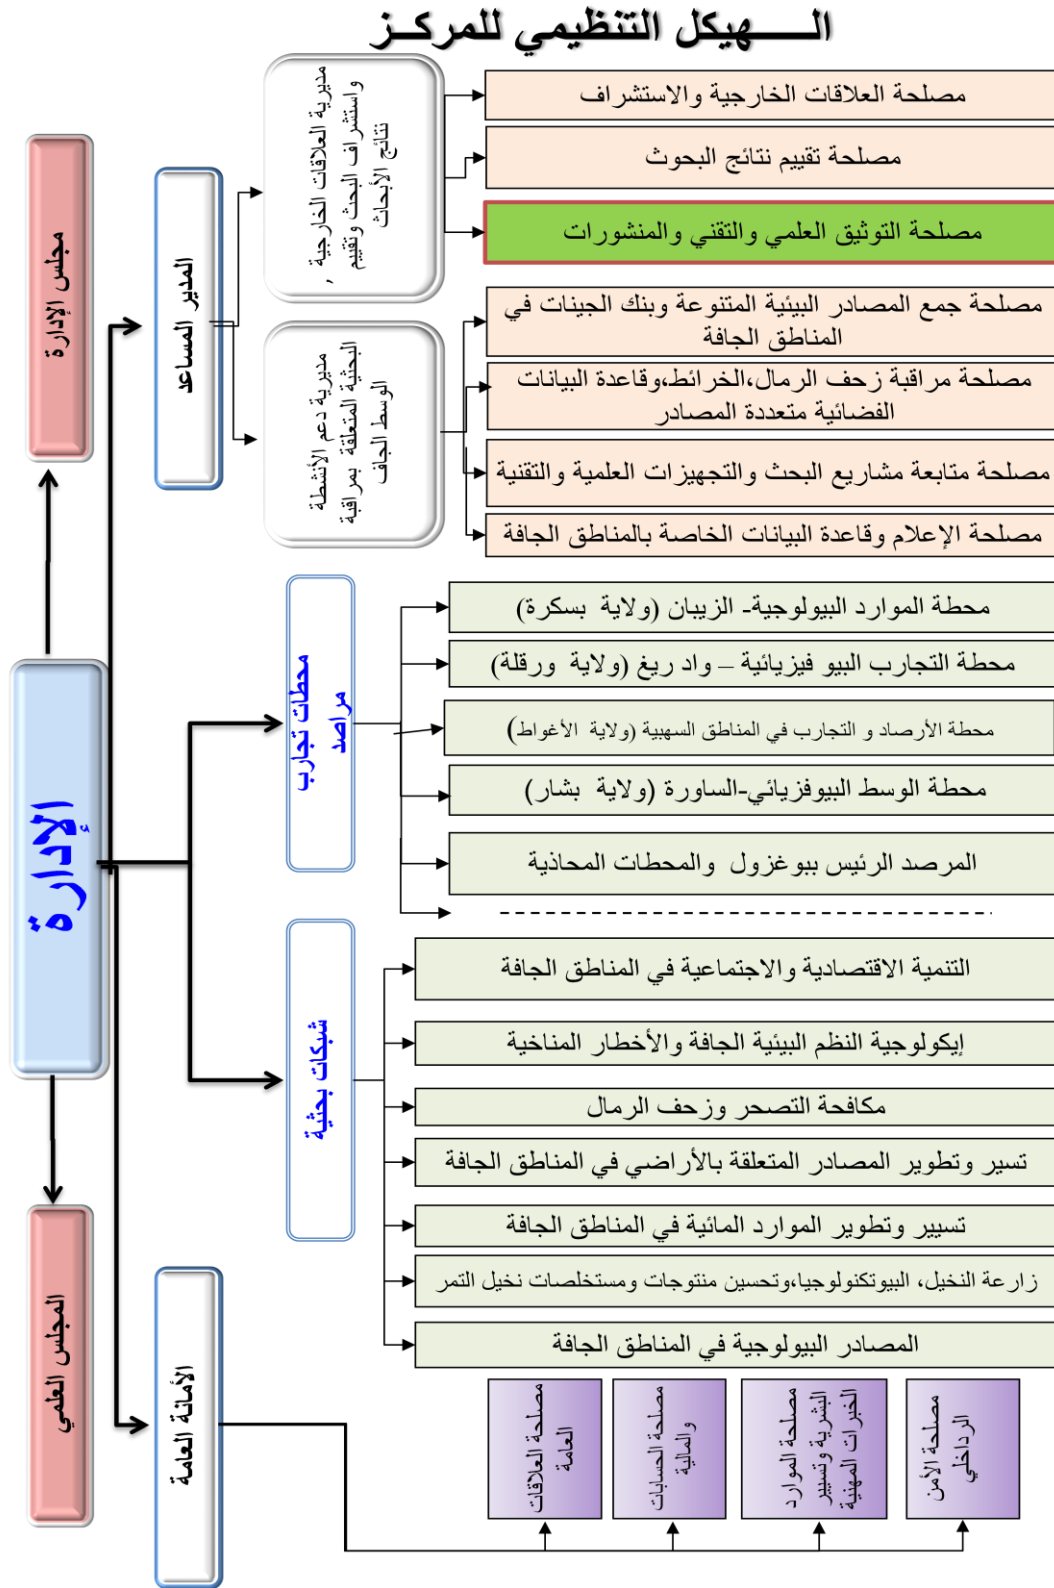 الـــــهيكل التنظيمي للمركــز
مجلس الإدارة
الإدارة
المجلس العلمي
المدير المساعد
الأمانة العامة
مديرية العلاقات الخارجية ,
واستشراف البحث وتقييم
نتائج الأبحاث
مصلحة العلاقات الخارجية والاستشراف
مصلحة تقييم نتائج البحوث
مصلحة التوثيق العلمي والتقني والمنشورات
مديرية دعم الأنشطة
البحثية المتعلقة بمراقبة
الوسط الجاف
مصلحة جمع المصادر البيئية المتنوعة وبنك الجينات في
المناطق الجافة
مصلحة مراقبة زحف الرمال،الخرائط،وقاعدة البيانات
الفضائية متعددة المصادر
مصلحة متابعة مشاريع البحث والتجهيزات العلمية والتقنية
مصلحة الإعلام وقاعدة البيانات الخاصة بالمناطق الجافة
محطات تجارب
مراصد
محطة الموارد البيولوجية- الزيبان (ولاية بسكرة)
محطة التجارب البيو فيزيائية – واد ريغ (ولاية ورقلة)
محطة الأرصاد و التجارب في المناطق السهبية (ولاية الأغواط)
محطة الوسط البيوفزيائي-الساورة (ولاية بشار)
المرصد الرئيس ببوغزول والمحطات المحاذية
شبكات بحثية
التنمية الاقتصادية والاجتماعية في المناطق الجافة
إيكولوجية النظم البيئية الجافة والأخطار المناخية
مكافحة التصحر وزحف الرمال
تسير وتطوير المصادر المتعلقة بالأراضي في المناطق الجافة
تسيير وتطوير الموارد المائية في المناطق الجافة
زارعة النخيل، البيوتكنولوجيا،وتحسين منتوجات ومستخلصات نخيل التمر
المصادر البيولوجية في المناطق الجافة
مصلحة العلاقات
العامة
مصلحة الحسابات
والمالية
مصلحة الموارد
البشرية وتسيير
الخبرات المهنية
مصلحة الأمن
الرداخلي